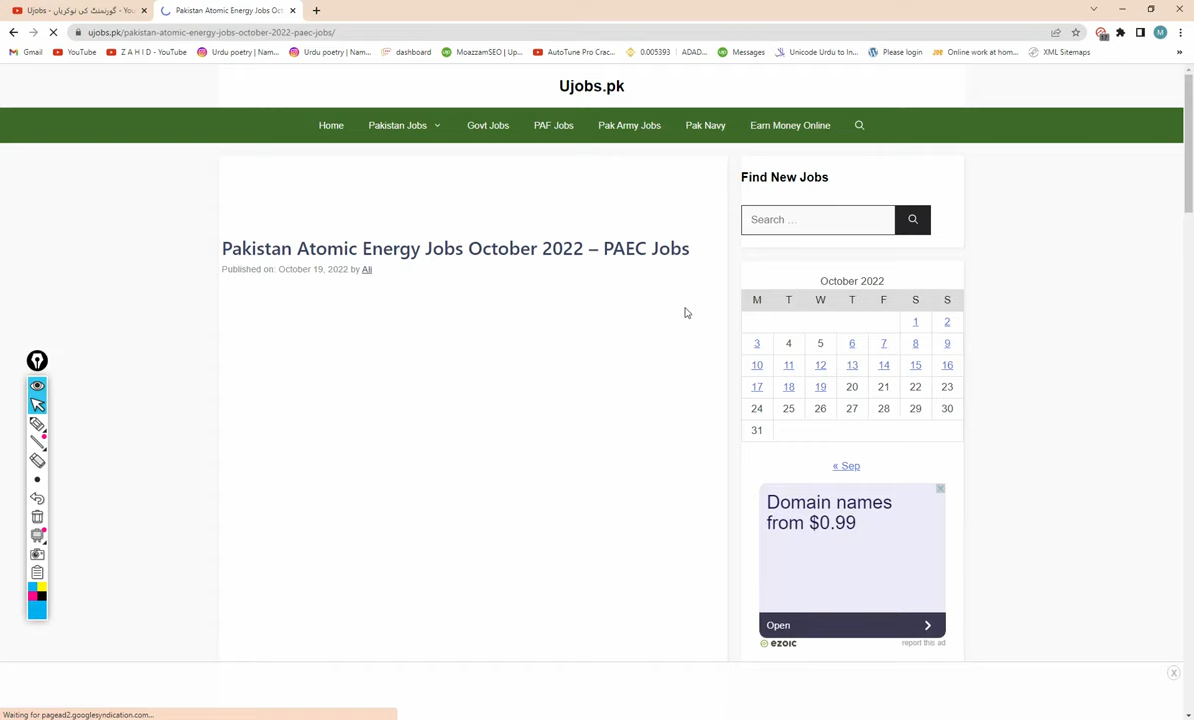 Ujobs - گورنمنٹ کی نوکریاں - You
Pakistan Atomic Energy Jobs Oct
ujobs.pk/pakistan-atomic-energy-jobs-october-2022-paec-jobs/
Gmail
YouTube
Z A H I D - YouTube
Urdu poetry | Nam...
Urdu poetry | Nam...
dashboard
MoazzamSEO | Up...
AutoTune Pro Crac...
0.005393 | ADAD...
Messages
Unicode Urdu to In...
Please login
Online work at hom...
XML Sitemaps
Ujobs.pk
Home
Pakistan Jobs
Govt Jobs
PAF Jobs
Pak Army Jobs
Pak Navy
Earn Money Online
Find New Jobs
Search ...
Pakistan Atomic Energy Jobs October 2022 – PAEC Jobs
Published on: October 19, 2022 by Ali
October 2022
M T W T F S S
1 2
3 4 5 6 7 8 9
10 11 12 13 14 15 16
17 18 19 20 21 22 23
24 25 26 27 28 29 30
31
« Sep
Domain names
from $0.99
Open
ezoic
report this ad
Waiting for pagead2.googlesyndication.com...